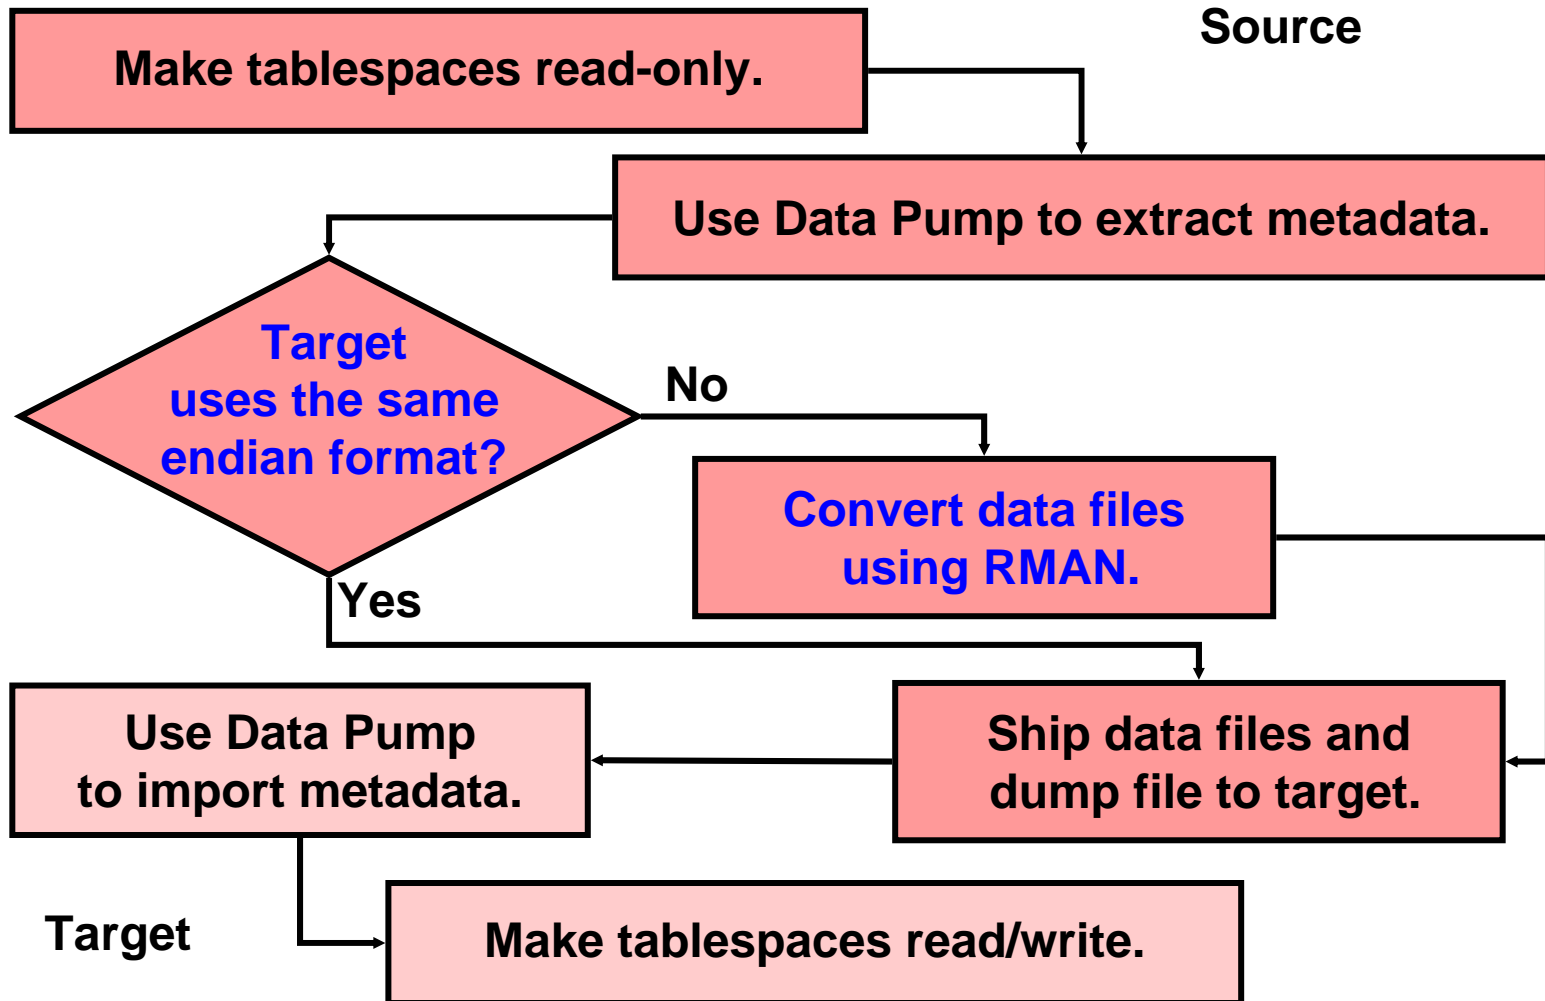 Source
Make tablespaces read-only.
Use Data Pump to extract metadata.
Target
uses the same
endian format?
No
Convert data files
using RMAN.
Yes
Ship data files and
dump file to target.
Use Data Pump
to import metadata.
Target
Make tablespaces read/write.